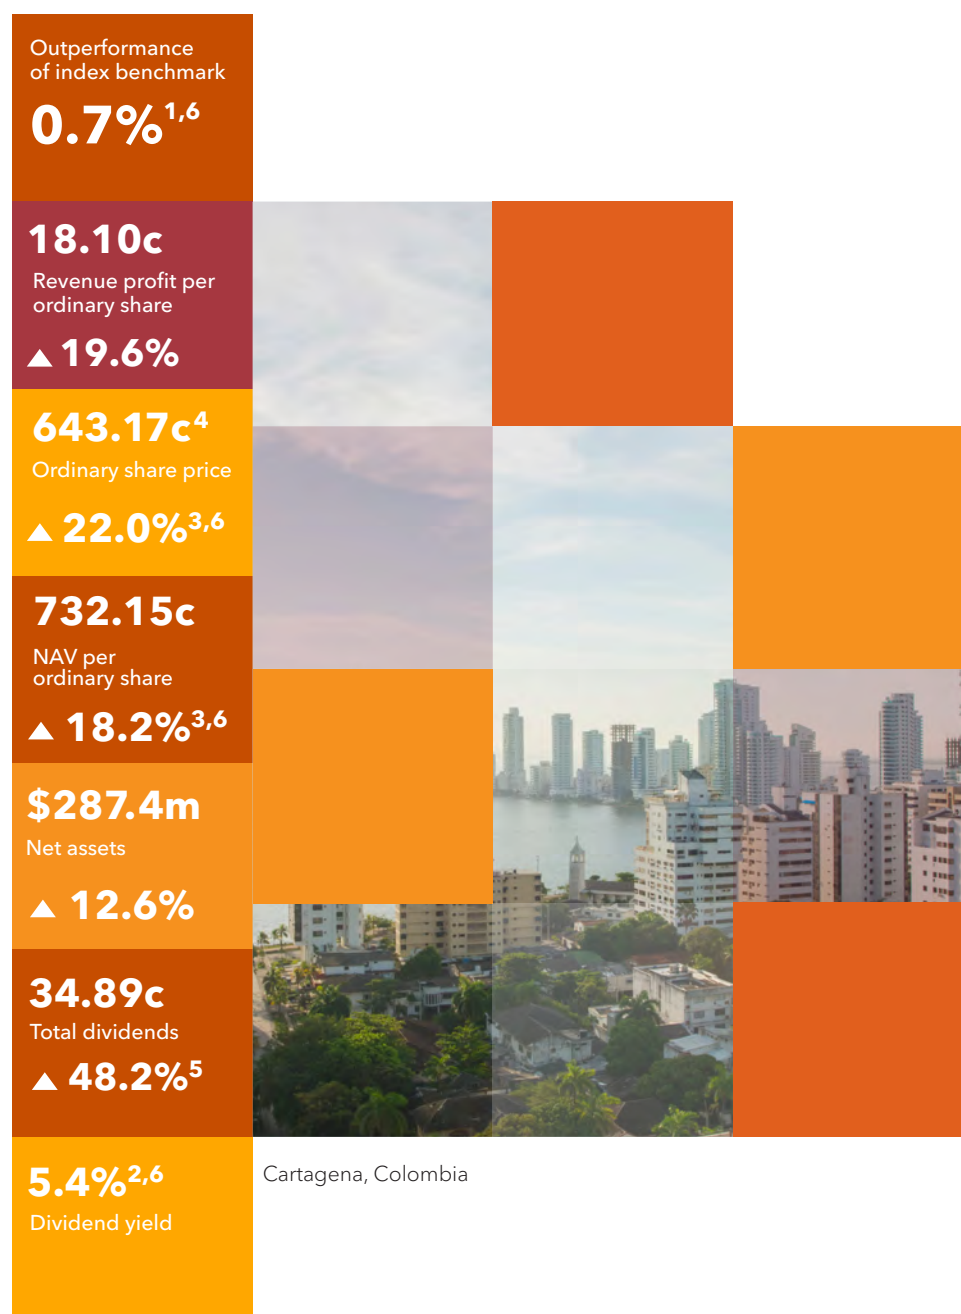 Outperformance
of index benchmark
0.7%1,6
18.10c
Revenue profit per
ordinary share
▲ 19.6%
643.17c4
Ordinary share price
▲ 22.0%3,6
732.15c
NAV per
ordinary share
▲ 18.2%3,6
$287.4m
Net assets
▲ 12.6%
34.89c
Total dividends
▲ 48.2%5
5.4%2,6
Dividend yield
Cartagena, Colombia